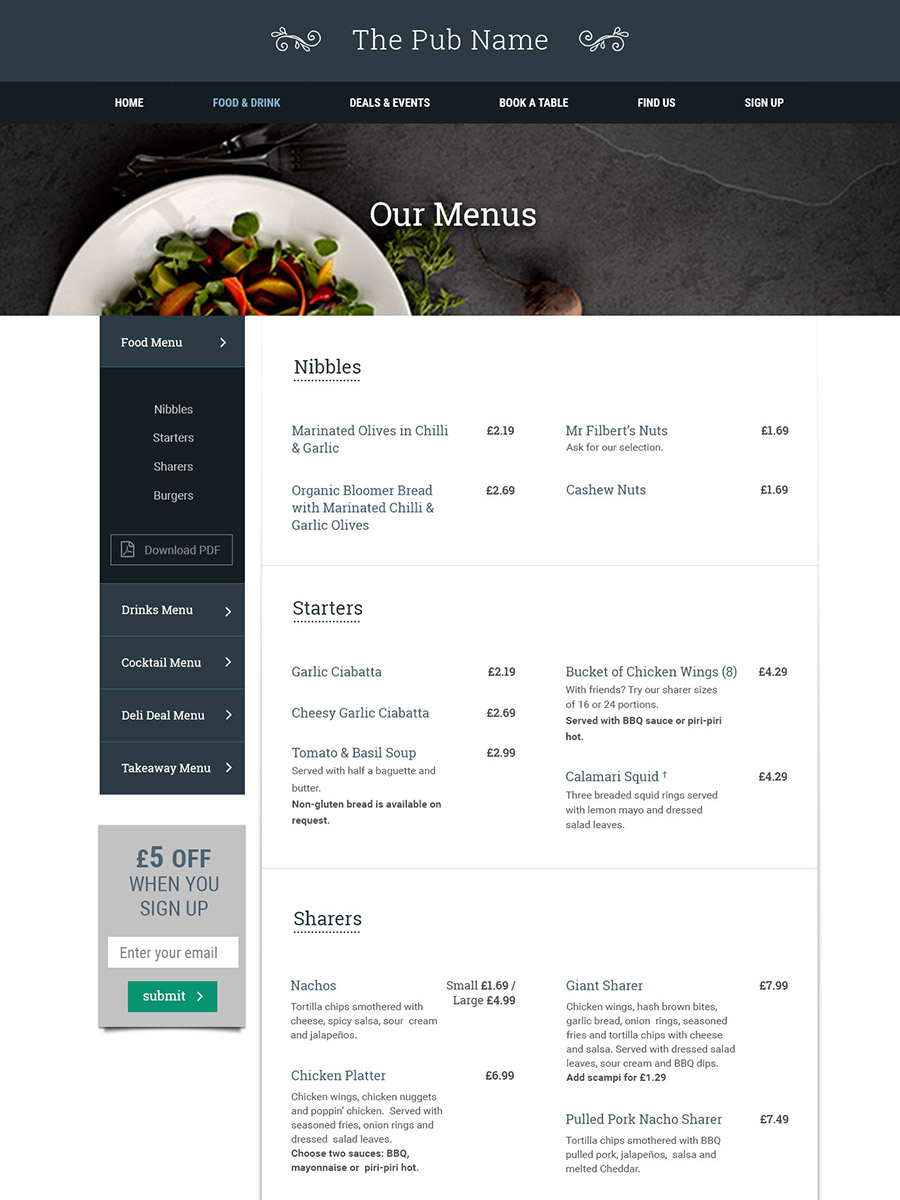 The Pub Name
HOME FOOD & DRINK DEALS & EVENTS BOOK A TABLE FIND US SIGN UP
Our Menus
Food Menu
Nibbles
Starters
Sharers
Burgers
Download PDF
Drinks Menu
Cocktail Menu
Deli Deal Menu
Takeaway Menu
£5 OFF
WHEN YOU
SIGN UP
Enter your email
submit
Nibbles
Marinated Olives in Chilli £2.19
& Garlic
Organic Bloomer Bread £2.69
with Marinated Chilli &
Garlic Olives
Mr Filbert’s Nuts £1.69
Ask for our selection.
Cashew Nuts £1.69
Starters
Garlic Ciabatta £2.19
Cheesy Garlic Ciabatta £2.69
Tomato & Basil Soup £2.99
Served with half a baguette and
butter.
Non-gluten bread is available on
request.
Bucket of Chicken Wings (8) £4.29
With friends? Try our sharer sizes
of 16 or 24 portions.
Served with BBQ sauce or piri-piri
hot.
Calamari Squid † £4.29
Three breaded squid rings served
with lemon mayo and dressed
salad leaves.
Sharers
Nachos Small £1.69 /
Large £4.99
Tortilla chips smothered with
cheese, spicy salsa, sour cream
and jalapeños.
Chicken Platter £6.99
Chicken wings, chicken nuggets
and poppin’ chicken. Served with
seasoned fries, onion rings and
dressed salad leaves.
Choose two sauces: BBQ,
mayonnaise or piri-piri hot.
Giant Sharer £7.99
Chicken wings, hash brown bites,
garlic bread, onion rings, seasoned
fries and tortilla chips with cheese
and salsa. Served with dressed salad
leaves, sour cream and BBQ dips.
Add scampi for £1.29
Pulled Pork Nacho Sharer £7.49
Tortilla chips smothered with BBQ
pulled pork, jalapeños, salsa and
melted Cheddar.